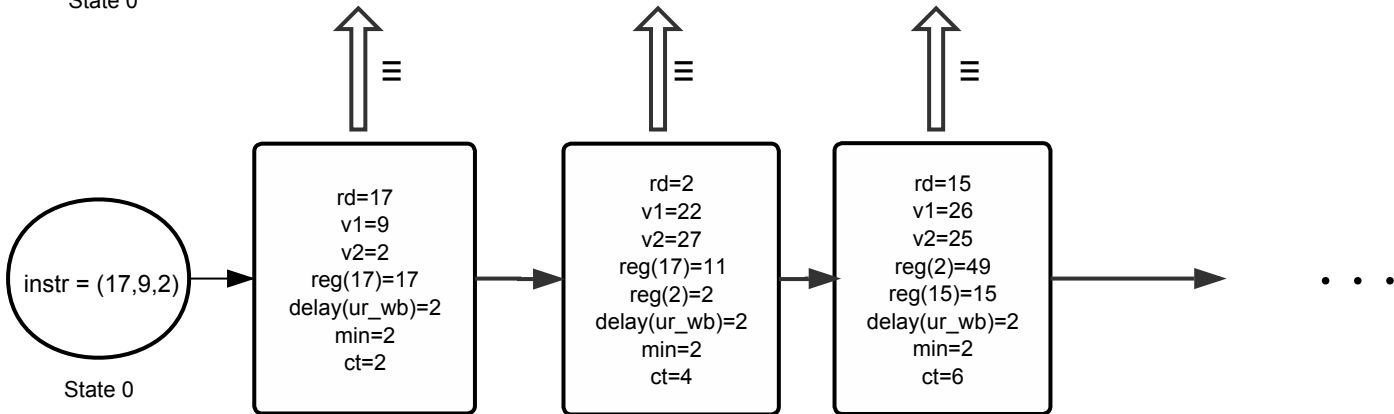 State 0
≡
≡
≡
instr = (17,9,2)
State 0
rd=17
v1=9
v2=2
reg(17)=17
delay(ur_wb)=2
min=2
ct=2
rd=2
v1=22
v2=27
reg(17)=11
reg(2)=2
delay(ur_wb)=2
min=2
ct=4
rd=15
v1=26
v2=25
reg(2)=49
reg(15)=15
delay(ur_wb)=2
min=2
ct=6
. . .